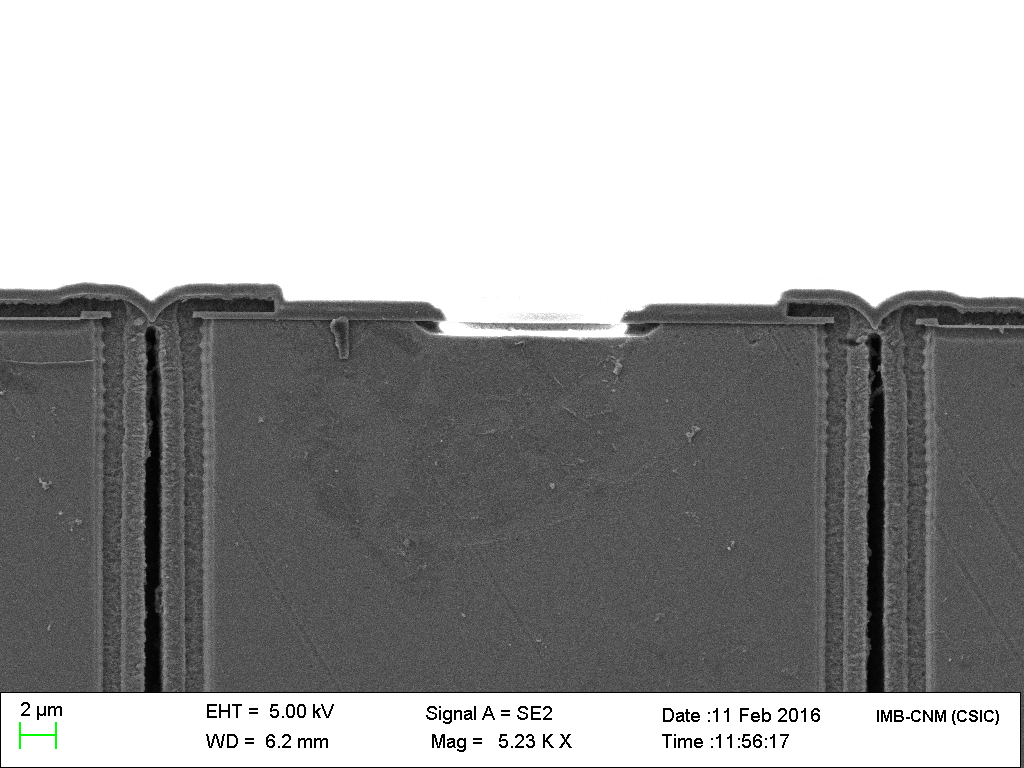 2 µm
EHT = 5.00 kV
Signal A = SE2
Date :11 Feb 2016
IMB-CNM (CSIC)
WD = 6.2 mm
Mag = 5.23 K X
Time :11:56:17